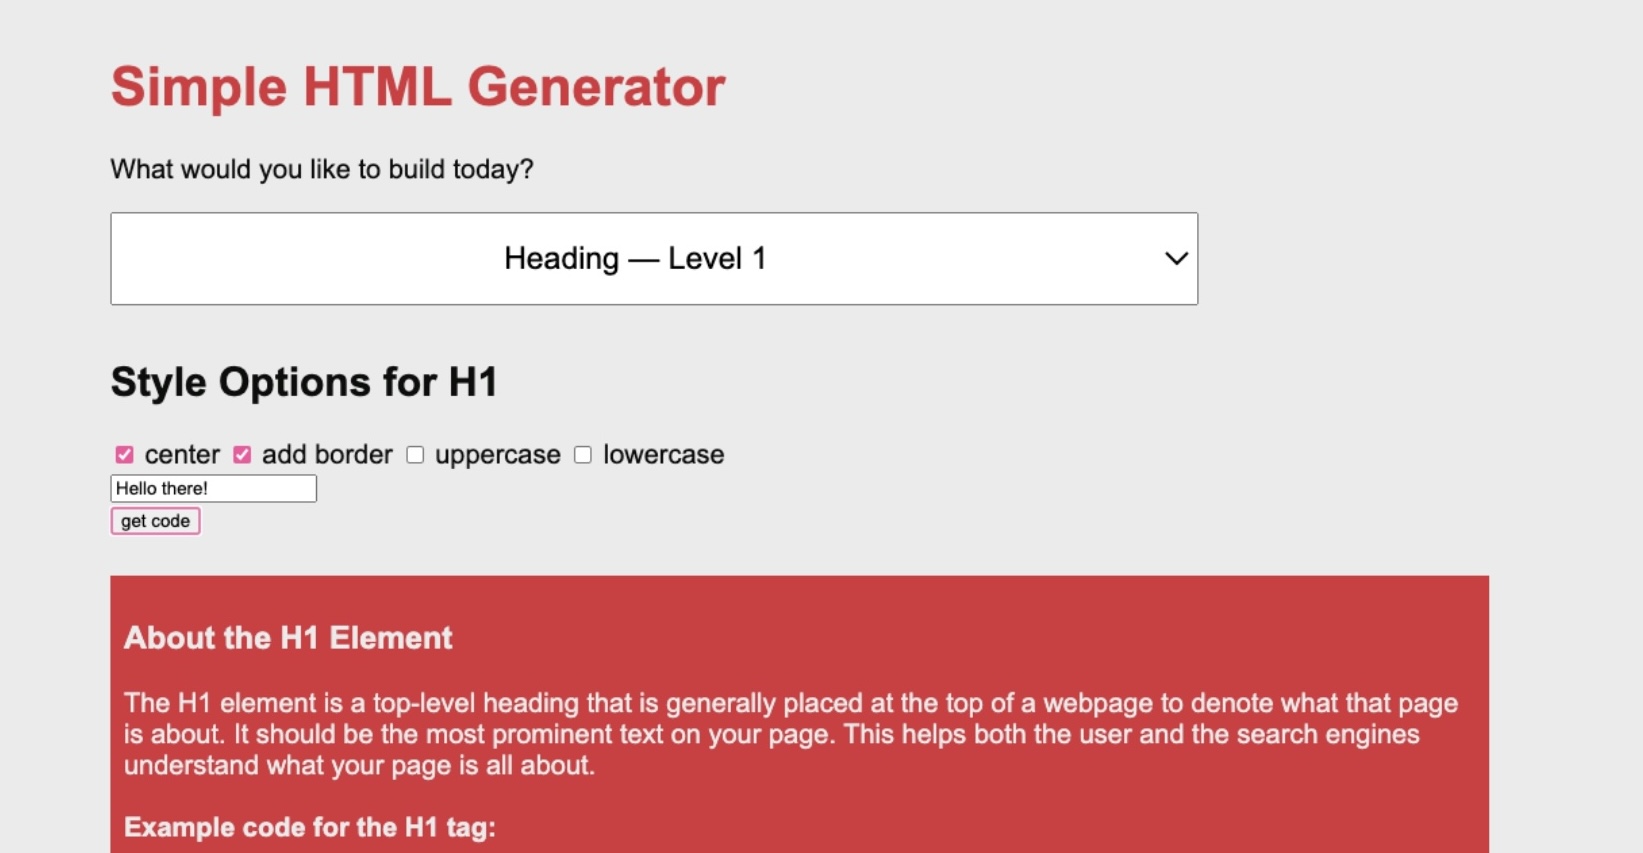 Simple HTML Generator
What would you like to build today?
Heading — Level 1
Style Options for H1
center add border uppercase lowercase
Hello there!
get code
About the H1 Element
The H1 element is a top-level heading that is generally placed at the top of a webpage to denote what that page
is about. It should be the most prominent text on your page. This helps both the user and the search engines
understand what your page is all about.
Example code for the H1 tag: